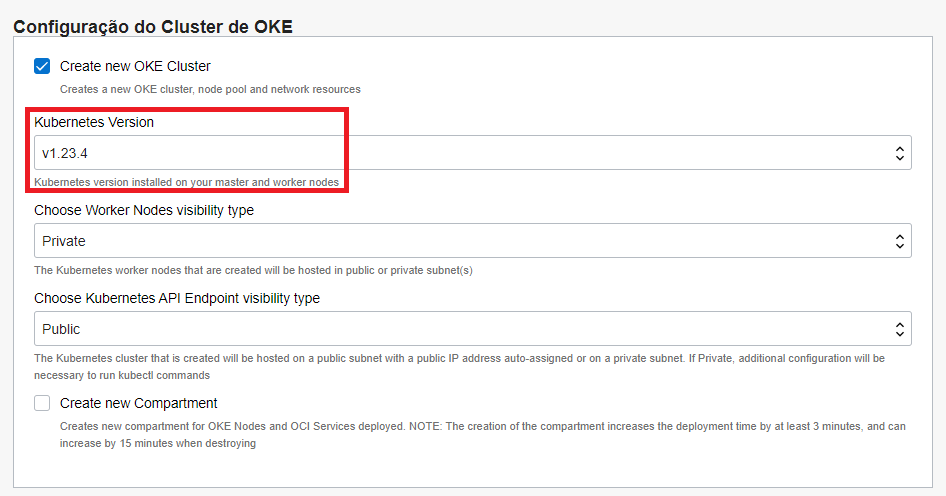 Configuração do Cluster de OKE
Create new OKE Cluster
Creates a new OKE cluster, node pool and network resources
Kubernetes Version
v1.23.4
Kubernetes version installed on your master and worker nodes
Choose Worker Nodes visibility type
Private
The Kubernetes worker nodes that are created will be hosted in public or private subnet(s)
Choose Kubernetes API Endpoint visibility type
Public
The Kubernetes cluster that is created will be hosted on a public subnet with a public IP address auto-assigned or on a private subnet. If Private, additional configuration will be
necessary to run kubectl commands
Create new Compartment
Creates new compartment for OKE Nodes and OCI Services deployed. NOTE: The creation of the compartment increases the deployment time by at least 3 minutes, and can
increase by 15 minutes when destroying